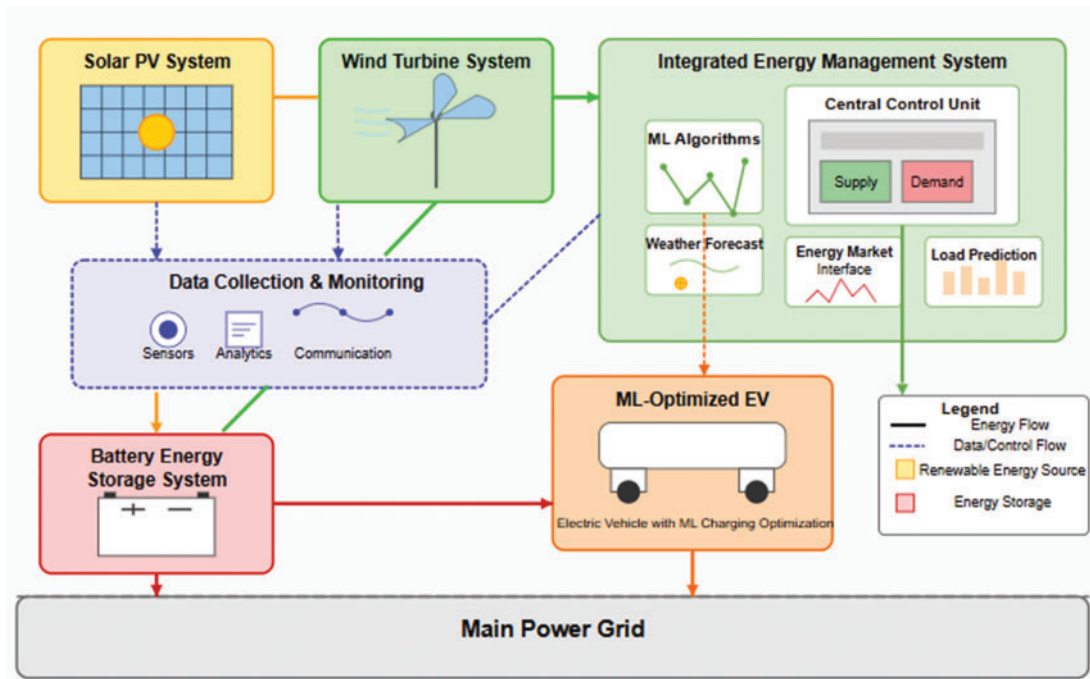 Solar PV System
Wind Turbine System
Integrated Energy Management System
Central Control Unit
ML Algorithms
Supply
Demand
Weather Forecast
Energy Market
Interface
Load Prediction
Data Collection & Monitoring
Sensors
Analytics
Communication
ML-Optimized EV
Electric Vehicle with ML Charging Optimization
Battery Energy
Storage System
Legend
Energy Flow
Data/Control Flow
Renewable Energy Source
Energy Storage
Main Power Grid